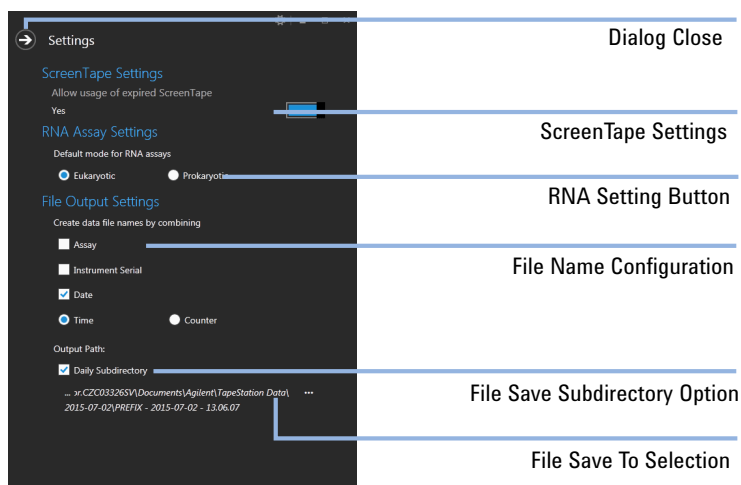 Settings
Dialog Close
ScreenTape Settings
Allow usage of expired ScreenTape
Yes
ScreenTape Settings
RNA Assay Settings
Default mode for RNA assays
Eukaryotic
Prokaryotic
RNA Setting Button
File Output Settings
Create data file names by combining
Assay
File Name Configuration
Instrument Serial
Date
Time
Counter
Output Path:
Daily Subdirectory
File Save Subdirectory Option
... ɔr.CZC03326SV\Documents\Agilent\TapeStation Data\ •••
2015-07-02\PREFIX - 2015-07-02 - 13.06.07
File Save To Selection